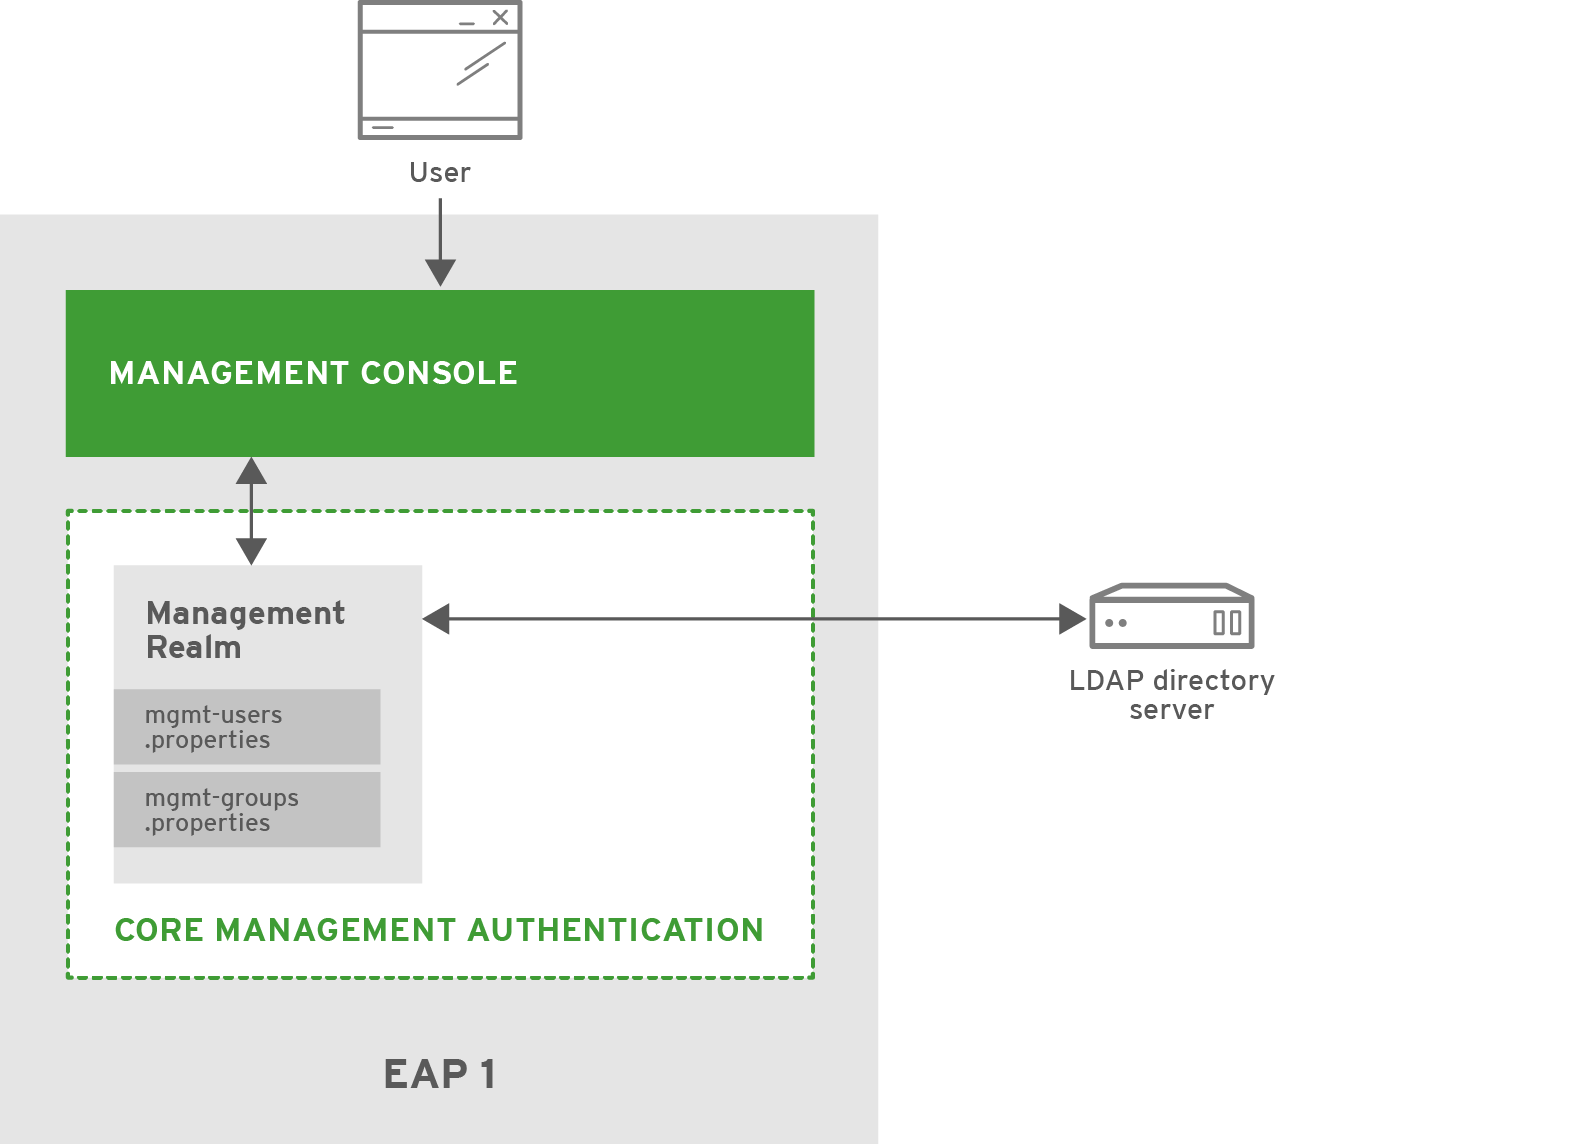 User
MANAGEMENT CONSOLE
Management
Realm
mgmt-users
.properties
mgmt-groups
.properties
LDAP directory
server
CORE MANAGEMENT AUTHENTICATION
EAP 1